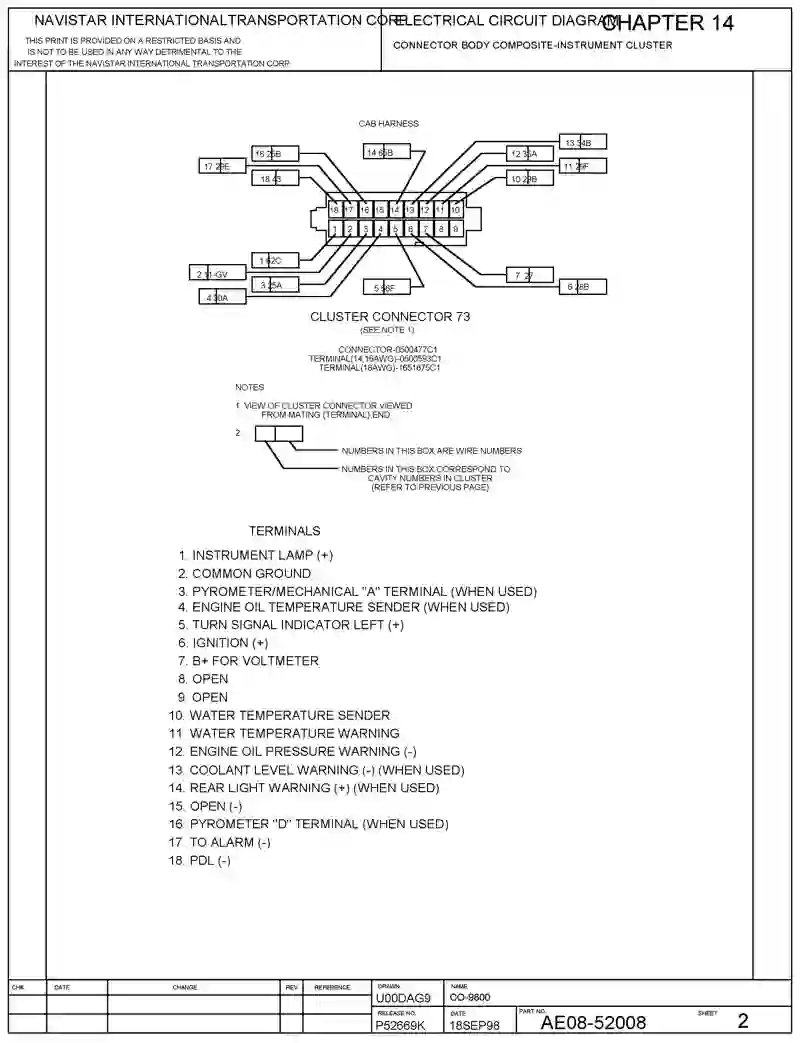 NAVISTAR INTERNATIONALTRANSPORTATION CORP
ELECTRICAL CIRCUIT DIAGRAM
CHAPTER 14
THIS PRINT IS PROVIDED ON A RESTRICTED BASIS AND
IS NOT TO BE USED IN ANY WAY DETRIMENTAL TO THE
INTEREST OF THE NAVISTAR INTERNATIONAL TRANSPORTATION CORP
CONNECTOR BODY COMPOSITE-INSTRUMENT CLUSTER
CAB HARNESS
13 34B
16 25B
14 65B
12 35A
17 29E
11 29F
18 43
10 29B
18 17 16 15 14 13 12 11 10
1 2 3 4 5 6 7 8 9
1 62C
2 11-GV
7 27
3 25A
5 56F
6 28B
4 30A
CLUSTER CONNECTOR 73
(SEE NOTE 1)
CONNECTOR-0500477C1
TERMINAL(14,16AWG)-0500593C1
TERMINAL(18AWG)-1651875C1
NOTES
1 VIEW OF CLUSTER CONNECTOR VIEWED
FROM MATING (TERMINAL) END
2
NUMBERS IN THIS BOX ARE WIRE NUMBERS
NUMBERS IN THIS BOX CORRESPOND TO
CAVITY NUMBERS IN CLUSTER
(REFER TO PREVIOUS PAGE)
TERMINALS
1. INSTRUMENT LAMP (+)
2. COMMON GROUND
3. PYROMETER/MECHANICAL "A" TERMINAL (WHEN USED)
4. ENGINE OIL TEMPERATURE SENDER (WHEN USED)
5. TURN SIGNAL INDICATOR LEFT (+)
6. IGNITION (+)
7. B+ FOR VOLTMETER
8. OPEN
9. OPEN
10. WATER TEMPERATURE SENDER
11 WATER TEMPERATURE WARNING
12. ENGINE OIL PRESSURE WARNING (-)
13. COOLANT LEVEL WARNING (-) (WHEN USED)
14. REAR LIGHT WARNING (+) (WHEN USED)
15. OPEN (-)
16. PYROMETER "D" TERMINAL (WHEN USED)
17. TO ALARM (-)
18. PDL (-)
CHK DATE CHANGE REV. REFERENCE
DRAWN
U00DAG9
NAME
CO-9600
RELEASE NO.
P52669K
DATE
18SEP98
PART NO.
AE08-52008
SHEET
2